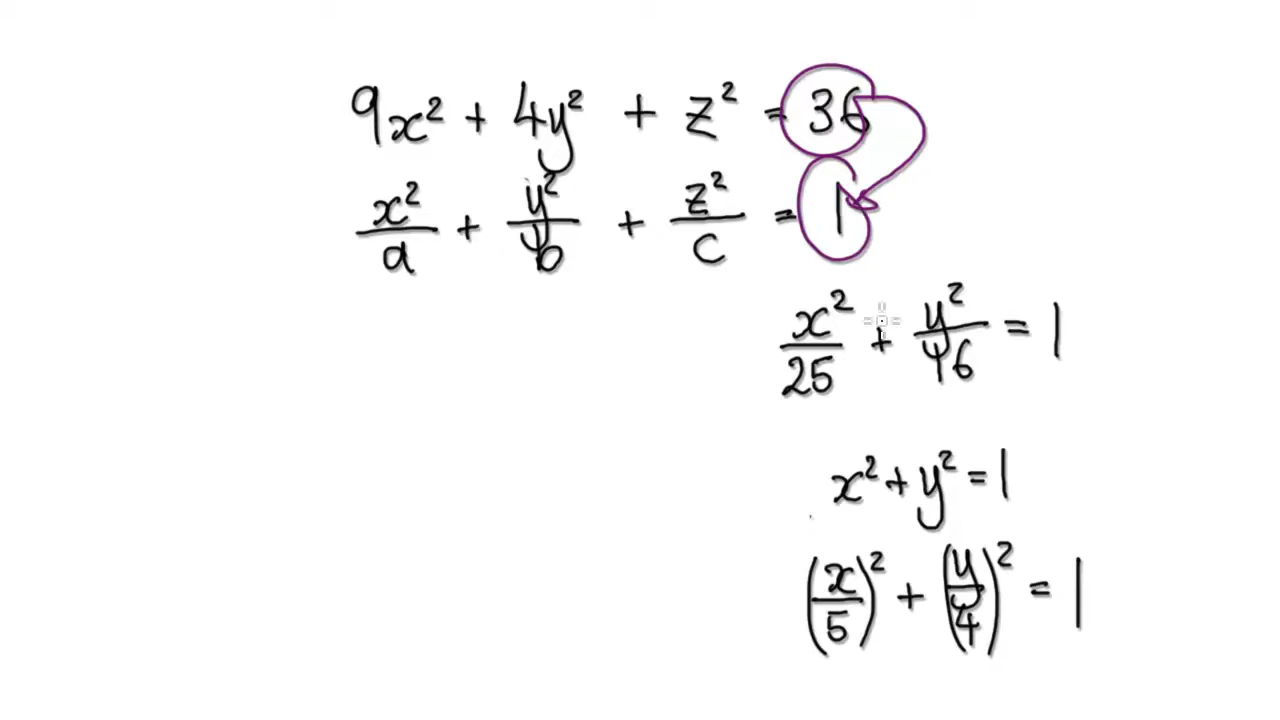 9x² + 4y² + z² = 36
x²/a + y²/b + z²/c = 1
x²/25 + y²/16 = 1
x² + y² = 1
(x/5)² + (y/4)² = 1